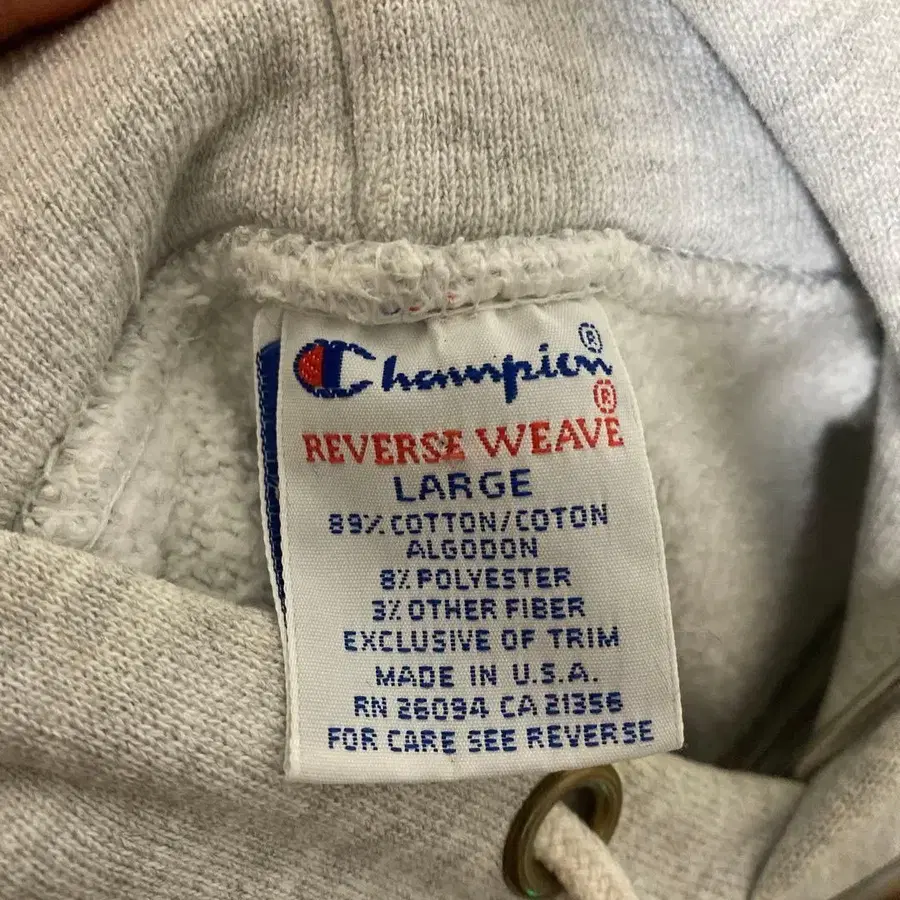 Champion®
REVERSE WEAVE®
LARGE
89% COTTON/COTON
ALGODON
8% POLYESTER
3% OTHER FIBER
EXCLUSIVE OF TRIM
MADE IN U.S.A.
RN 26094 CA 21356
FOR CARE SEE REVERSE